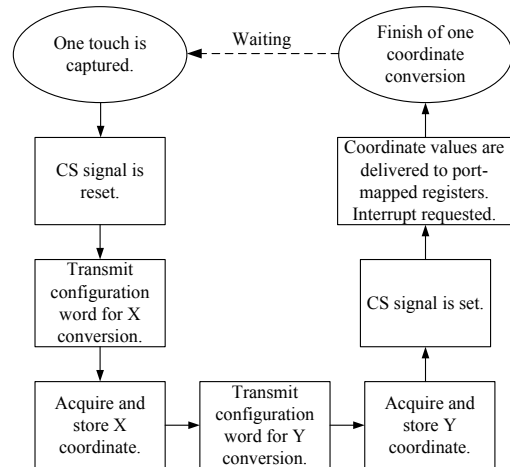 One touch is
captured.
Waiting
Finish of one
coordinate
conversion
CS signal is
reset.
Coordinate values are
delivered to port-
mapped registers.
Interrupt requested.
Transmit
configuration
word for X
conversion.
CS signal is set.
Acquire and
store X
coordinate.
Transmit
configuration
word for Y
conversion.
Acquire and
store Y
coordinate.